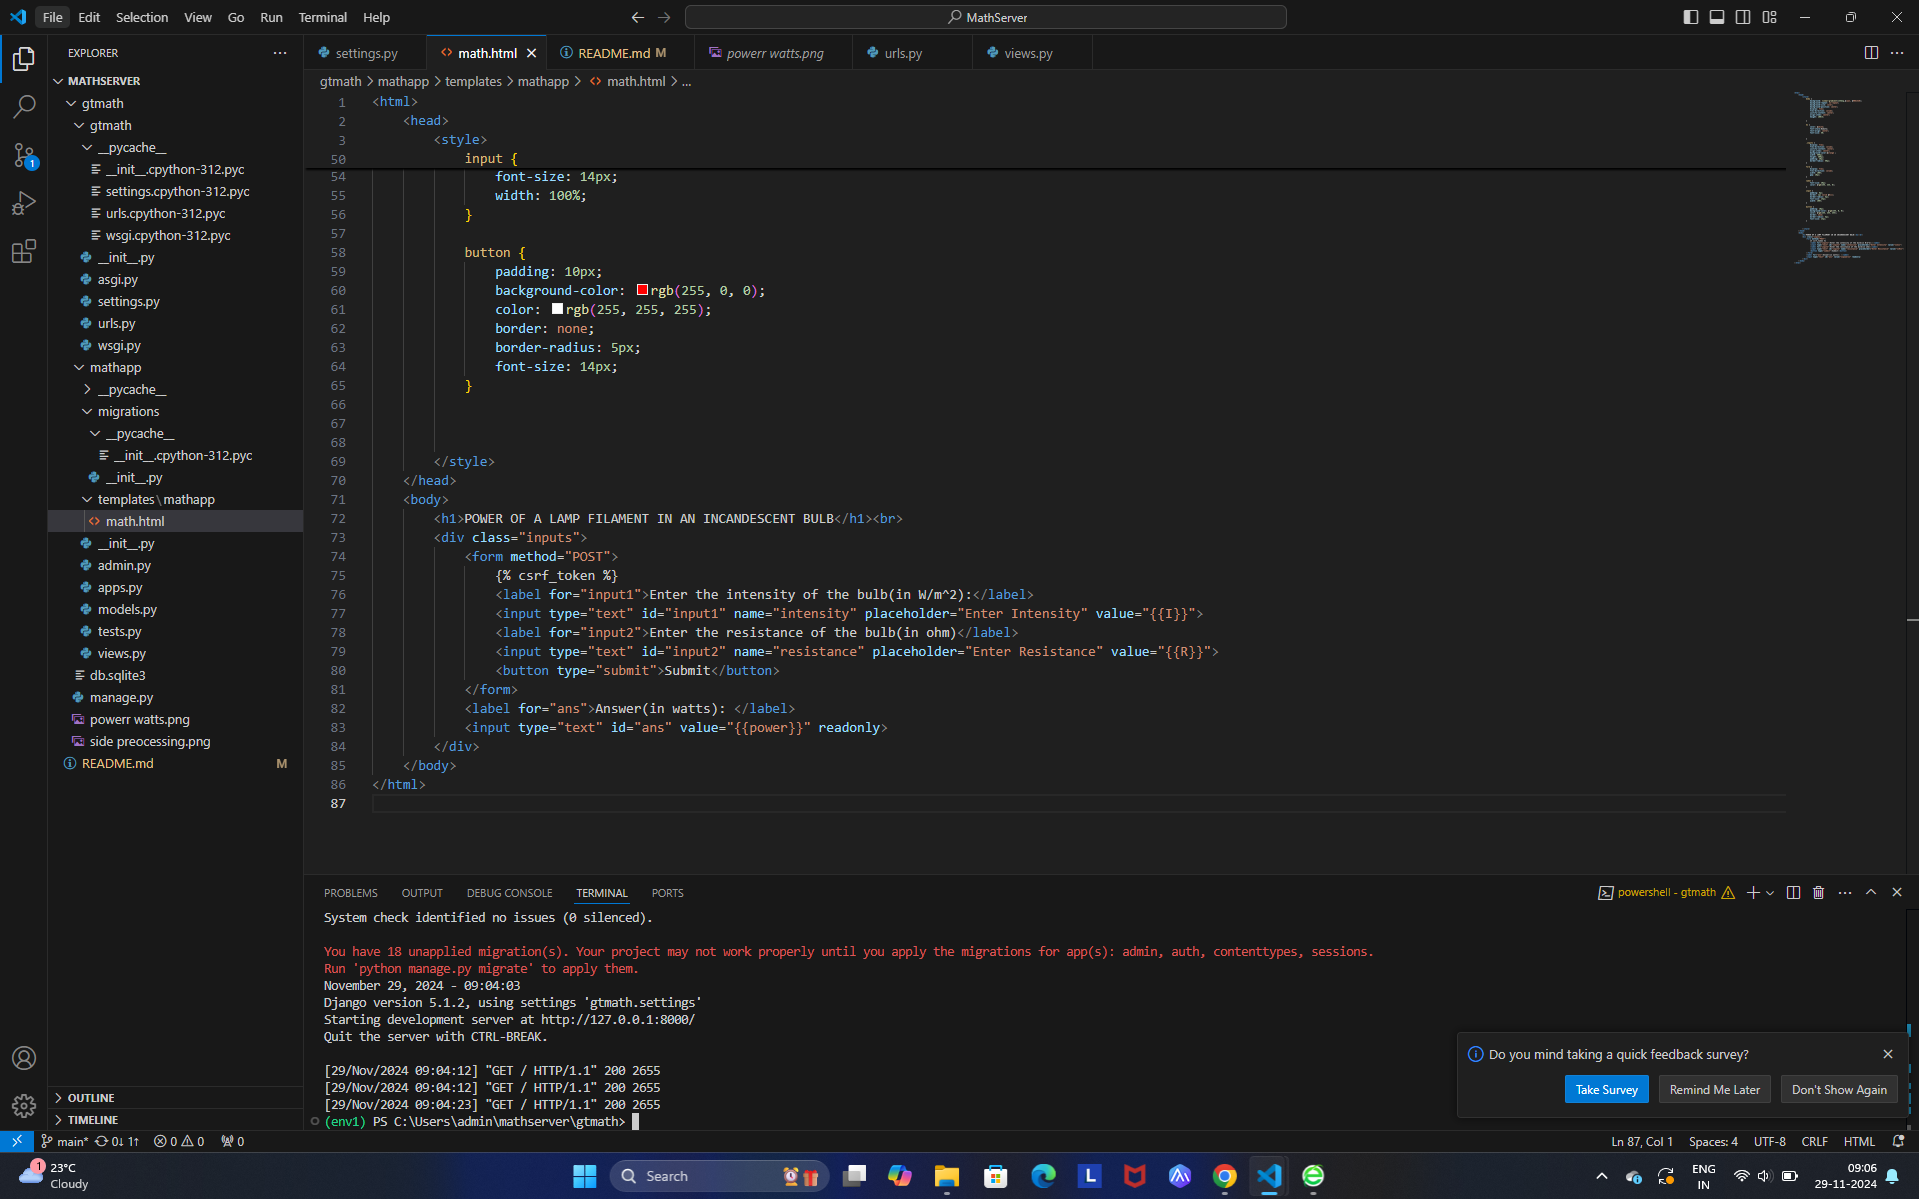 File Edit Selection View Go Run Terminal Help
MathServer
EXPLORER
MATHSERVER
gtmath
gtmath
__pycache__
__init__.cpython-312.pyc
settings.cpython-312.pyc
urls.cpython-312.pyc
wsgi.cpython-312.pyc
__init__.py
asgi.py
settings.py
urls.py
wsgi.py
mathapp
__pycache__
migrations
__pycache__
__init__.cpython-312.pyc
__init__.py
templates\mathapp
math.html
__init__.py
admin.py
apps.py
models.py
tests.py
views.py
db.sqlite3
manage.py
powerr watts.png
side preocessing.png
README.md M
OUTLINE
TIMELINE
settings.py math.html README.md M powerr watts.png urls.py views.py
gtmath > mathapp > templates > mathapp > math.html > ...
1 <html>
2 <head>
3 <style>
50 input {
54 font-size: 14px;
55 width: 100%;
56 }
57
58 button {
59 padding: 10px;
60 background-color: rgb(255, 0, 0);
61 color: rgb(255, 255, 255);
62 border: none;
63 border-radius: 5px;
64 font-size: 14px;
65 }
66
67
68
69 </style>
70 </head>
71 <body>
72 <h1>POWER OF A LAMP FILAMENT IN AN INCANDESCENT BULB</h1><br>
73 <div class="inputs">
74 <form method="POST">
75 {% csrf_token %}
76 <label for="input1">Enter the intensity of the bulb(in W/m^2):</label>
77 <input type="text" id="input1" name="intensity" placeholder="Enter Intensity" value="{{I}}">
78 <label for="input2">Enter the resistance of the bulb(in ohm)</label>
79 <input type="text" id="input2" name="resistance" placeholder="Enter Resistance" value="{{R}}">
80 <button type="submit">Submit</button>
81 </form>
82 <label for="ans">Answer(in watts): </label>
83 <input type="text" id="ans" value="{{power}}" readonly>
84 </div>
85 </body>
86 </html>
87
PROBLEMS OUTPUT DEBUG CONSOLE TERMINAL PORTS
powershell - gtmath
System check identified no issues (0 silenced).
You have 18 unapplied migration(s). Your project may not work properly until you apply the migrations for app(s): admin, auth, contenttypes, sessions.
Run 'python manage.py migrate' to apply them.
November 29, 2024 - 09:04:03
Django version 5.1.2, using settings 'gtmath.settings'
Starting development server at http://127.0.0.1:8000/
Quit the server with CTRL-BREAK.
[29/Nov/2024 09:04:12] "GET / HTTP/1.1" 200 2655
[29/Nov/2024 09:04:12] "GET / HTTP/1.1" 200 2655
[29/Nov/2024 09:04:23] "GET / HTTP/1.1" 200 2655
(env1) PS C:\Users\admin\mathserver\gtmath>
Do you mind taking a quick feedback survey?
Take Survey Remind Me Later Don't Show Again
1
main* 0↓ 1↑ 0 0 0
Ln 87, Col 1 Spaces: 4 UTF-8 CRLF HTML
1
23°C
Cloudy
Search
L
ENG
IN
09:06
29-11-2024